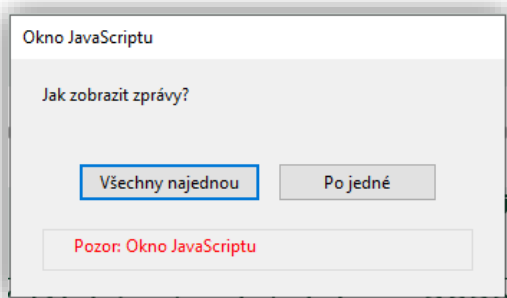 Okno JavaScriptu
Jak zobrazit zprávy?
Všechny najednou
Po jedné
Pozor: Okno JavaScriptu